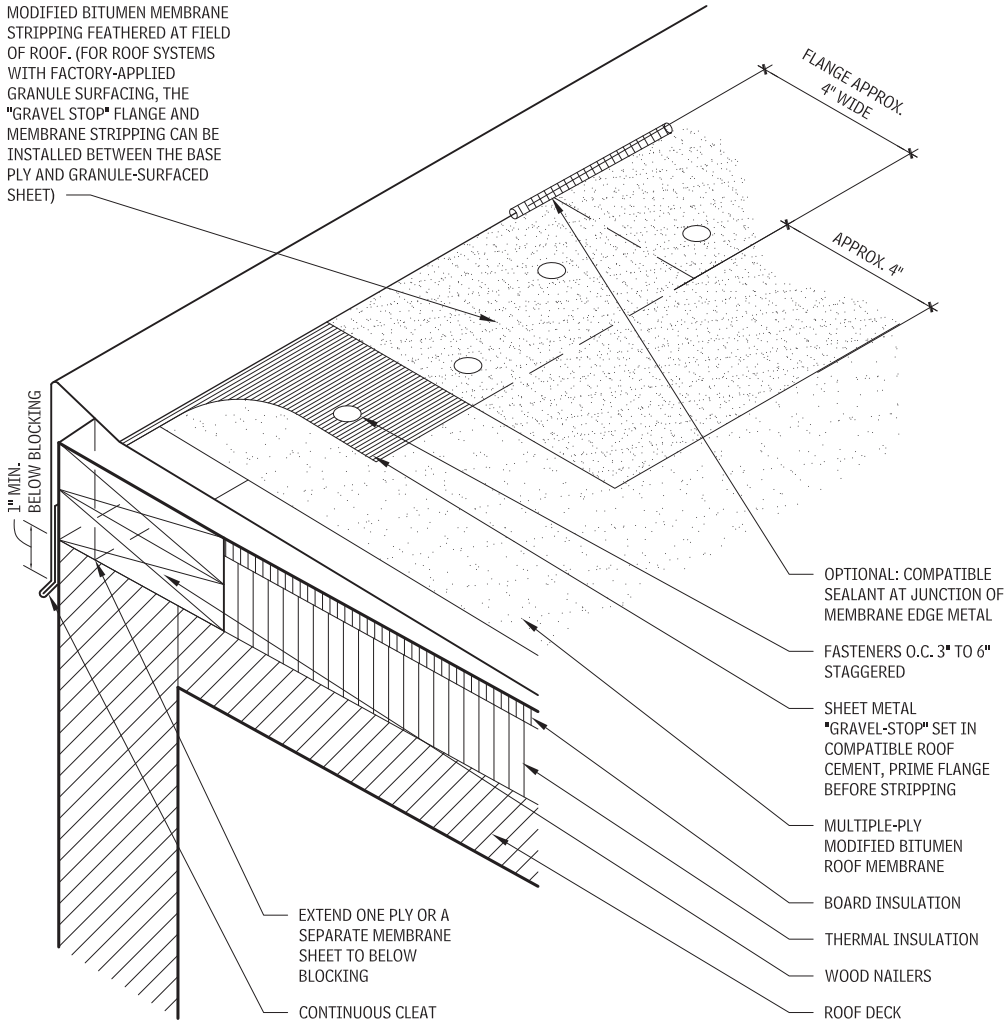 MODIFIED BITUMEN MEMBRANE
STRIPPING FEATHERED AT FIELD
OF ROOF. (FOR ROOF SYSTEMS
WITH FACTORY-APPLIED
GRANULE SURFACING, THE
"GRAVEL STOP" FLANGE AND
MEMBRANE STRIPPING CAN BE
INSTALLED BETWEEN THE BASE
PLY AND GRANULE-SURFACED
SHEET)
FLANGE APPROX.
4" WIDE
APPROX. 4"
1" MIN.
BELOW BLOCKING
OPTIONAL: COMPATIBLE
SEALANT AT JUNCTION OF
MEMBRANE EDGE METAL
FASTENERS O.C. 3" TO 6"
STAGGERED
SHEET METAL
"GRAVEL-STOP" SET IN
COMPATIBLE ROOF
CEMENT, PRIME FLANGE
BEFORE STRIPPING
MULTIPLE-PLY
MODIFIED BITUMEN
ROOF MEMBRANE
BOARD INSULATION
THERMAL INSULATION
WOOD NAILERS
ROOF DECK
EXTEND ONE PLY OR A
SEPARATE MEMBRANE
SHEET TO BELOW
BLOCKING
CONTINUOUS CLEAT